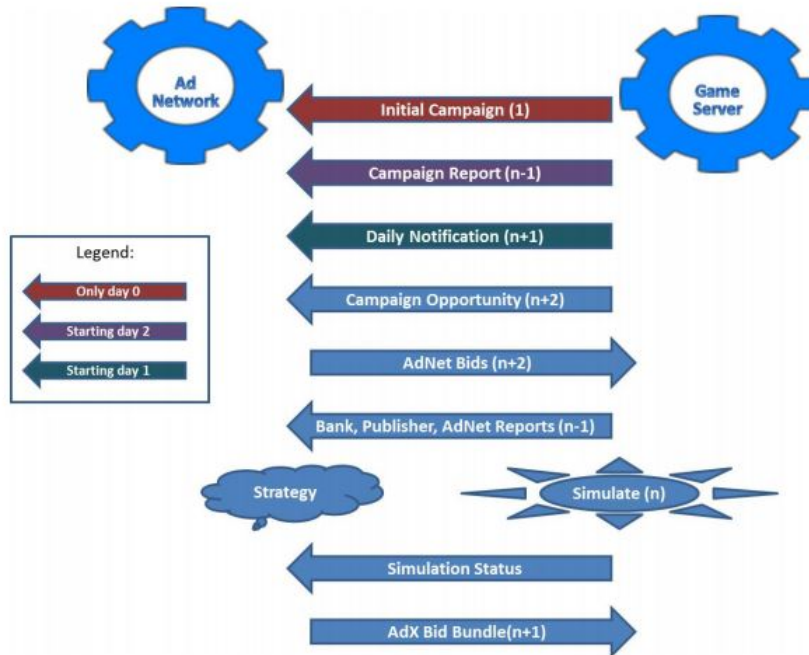 Ad
Network
Game
Server
Initial Campaign (1)
Campaign Report (n-1)
Daily Notification (n+1)
Legend:
Only day 0
Starting day 2
Starting day 1
Campaign Opportunity (n+2)
AdNet Bids (n+2)
Bank, Publisher, AdNet Reports (n-1)
Strategy
Simulate (n)
Simulation Status
AdX Bid Bundle(n+1)